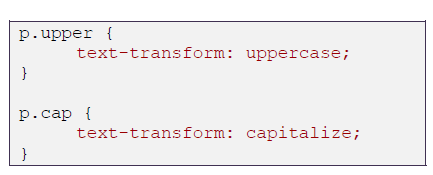 p.upper {
text-transform: uppercase;
}
p.cap {
text-transform: capitalize;
}